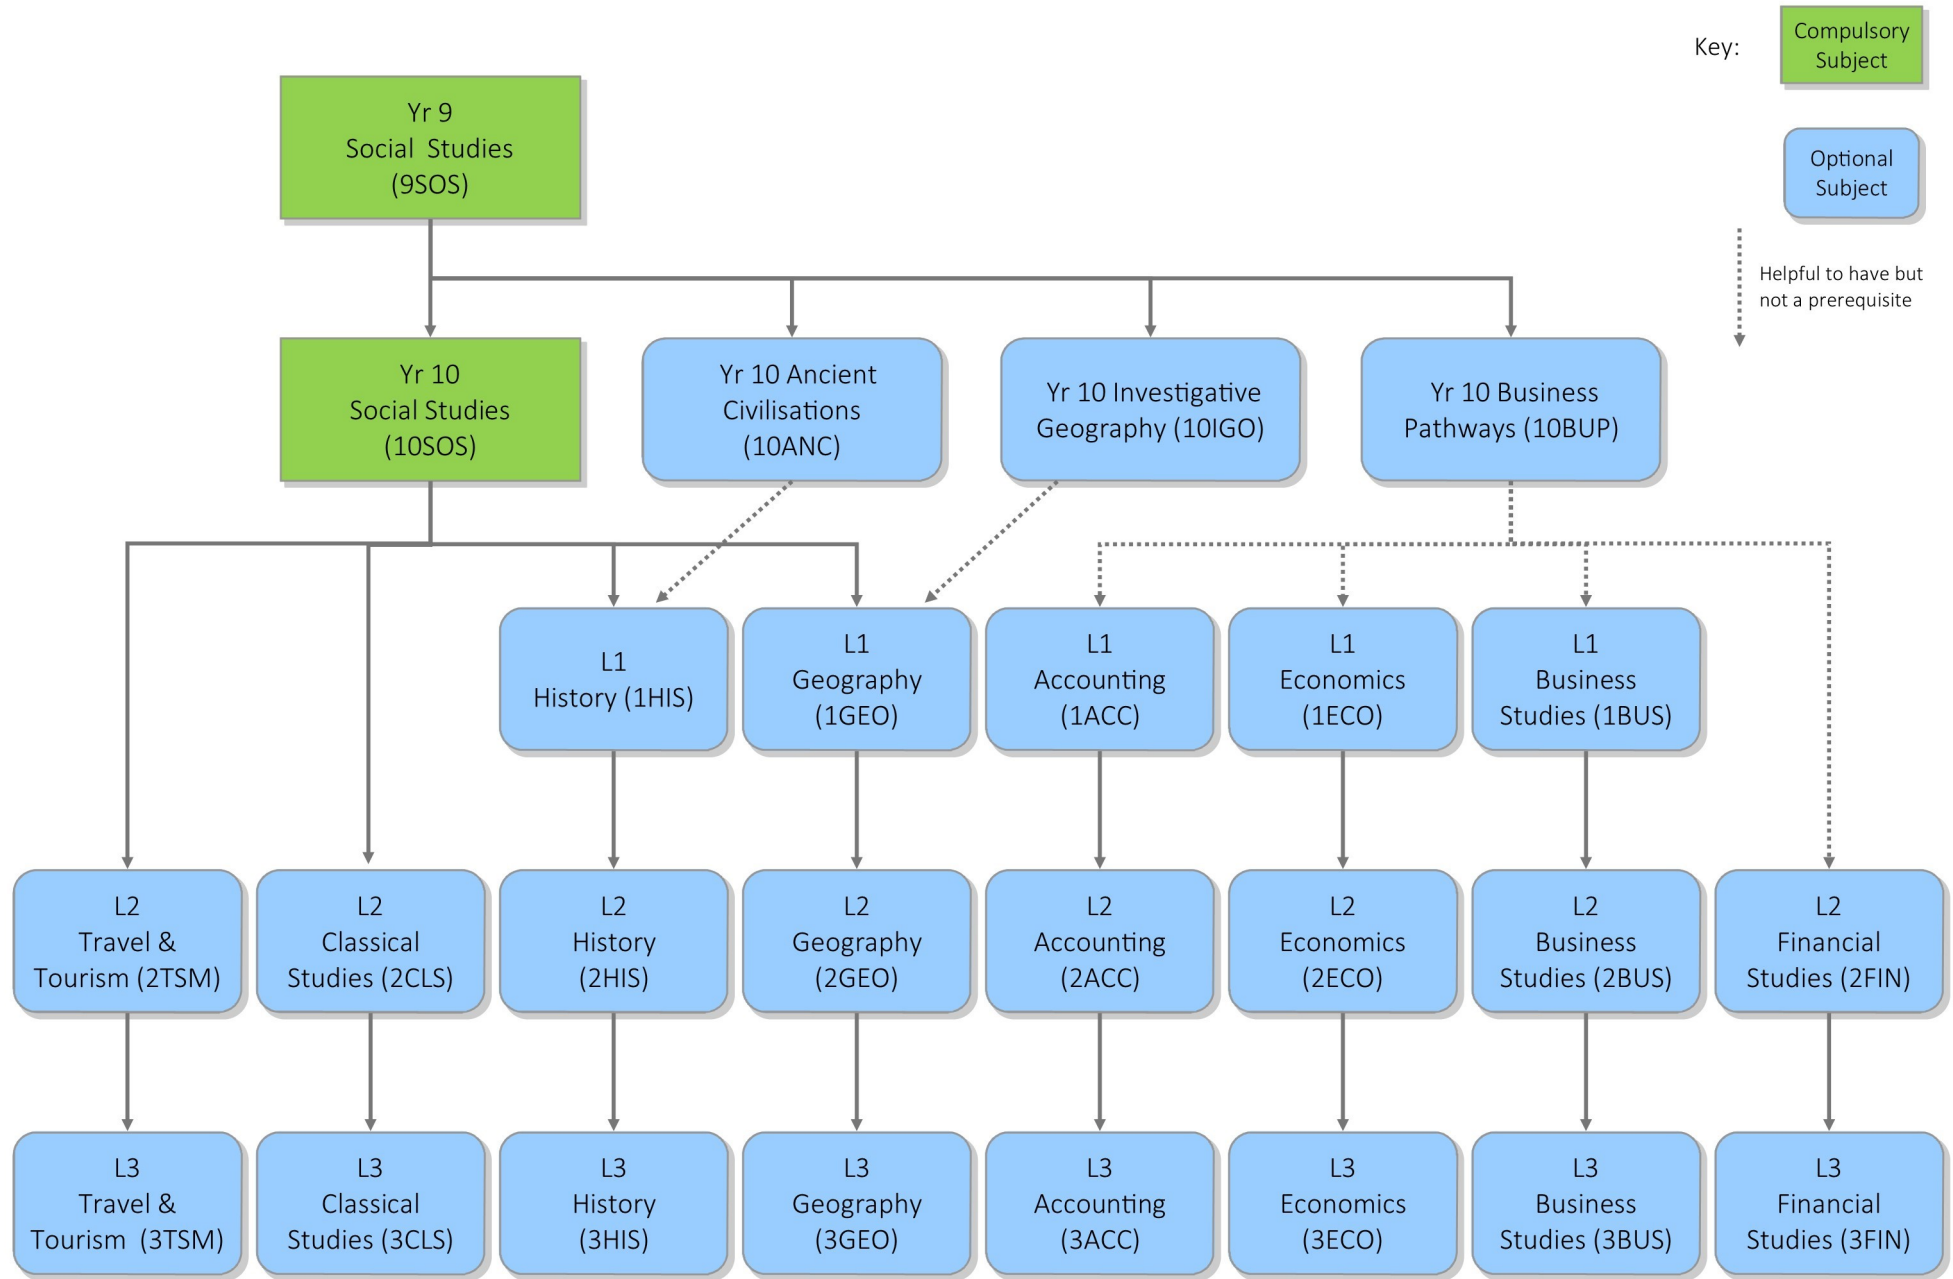 Key:
Compulsory
Subject
Optional
Subject
Helpful to have but
not a prerequisite
Yr 9
Social Studies
(9SOS)
Yr 10
Social Studies
(10SOS)
Yr 10 Ancient
Civilisations
(10ANC)
Yr 10 Investigative
Geography (10IGO)
Yr 10 Business
Pathways (10BUP)
L1
History (1HIS)
L1
Geography
(1GEO)
L1
Accounting
(1ACC)
L1
Economics
(1ECO)
L1
Business
Studies (1BUS)
L2
Travel &
Tourism (2TSM)
L2
Classical
Studies (2CLS)
L2
History
(2HIS)
L2
Geography
(2GEO)
L2
Accounting
(2ACC)
L2
Economics
(2ECO)
L2
Business
Studies (2BUS)
L2
Financial
Studies (2FIN)
L3
Travel &
Tourism (3TSM)
L3
Classical
Studies (3CLS)
L3
History
(3HIS)
L3
Geography
(3GEO)
L3
Accounting
(3ACC)
L3
Economics
(3ECO)
L3
Business
Studies (3BUS)
L3
Financial
Studies (3FIN)